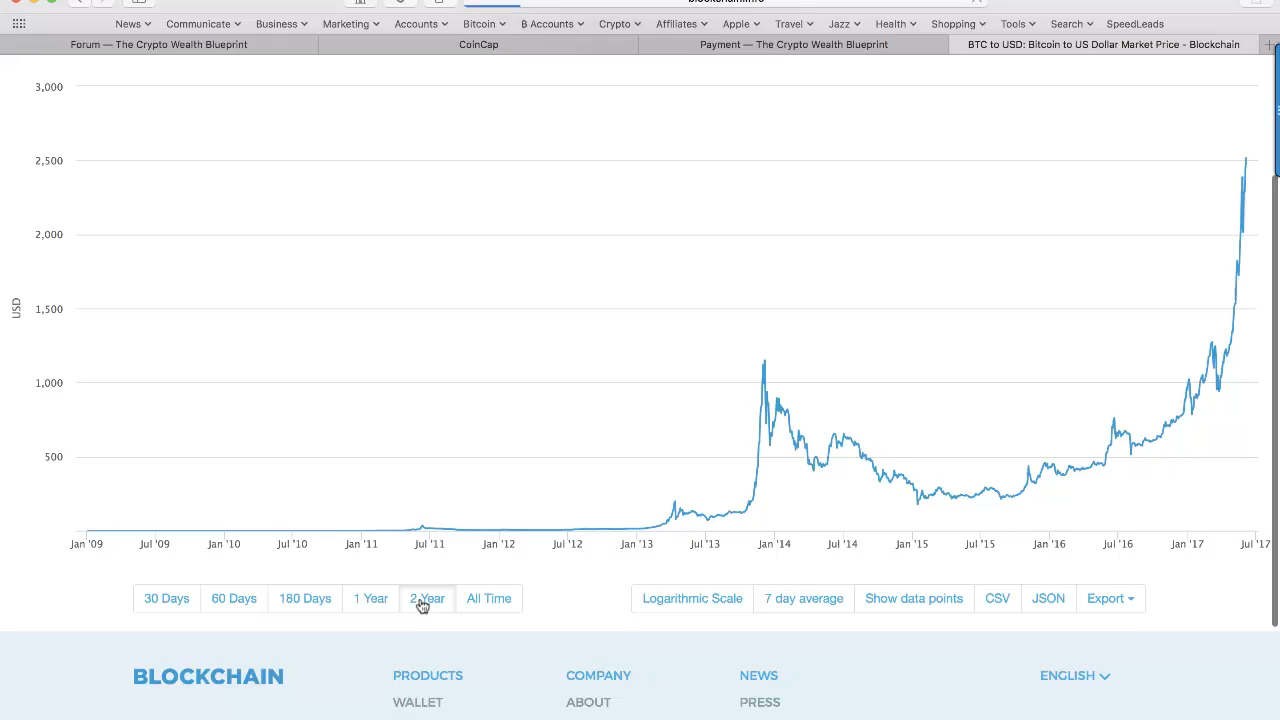 News Communicate Business Marketing Accounts Bitcoin B Accounts Crypto Affiliates Apple Travel Jazz Health Shopping Tools Search SpeedLeads
Forum — The Crypto Wealth Blueprint CoinCap Payment — The Crypto Wealth Blueprint BTC to USD: Bitcoin to US Dollar Market Price - Blockchain +
3,000
2,500
2,000
1,500
1,000
500
USD
Jan '09 Jul '09 Jan '10 Jul '10 Jan '11 Jul '11 Jan '12 Jul '12 Jan '13 Jul '13 Jan '14 Jul '14 Jan '15 Jul '15 Jan '16 Jul '16 Jan '17 Jul '17
30 Days 60 Days 180 Days 1 Year 2 Year All Time Logarithmic Scale 7 day average Show data points CSV JSON Export
BLOCKCHAIN PRODUCTS COMPANY NEWS ENGLISH
WALLET ABOUT PRESS